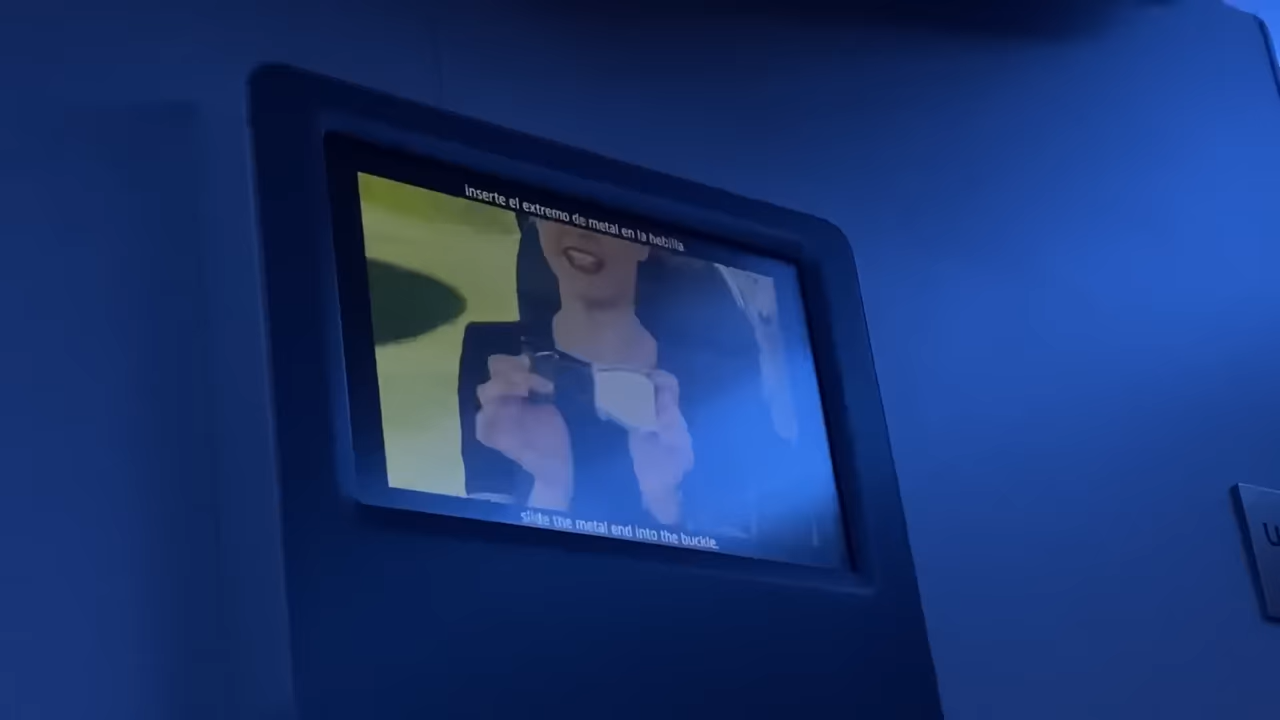 inserte el extremo de metal en la hebilla
slide the metal end into the buckle.